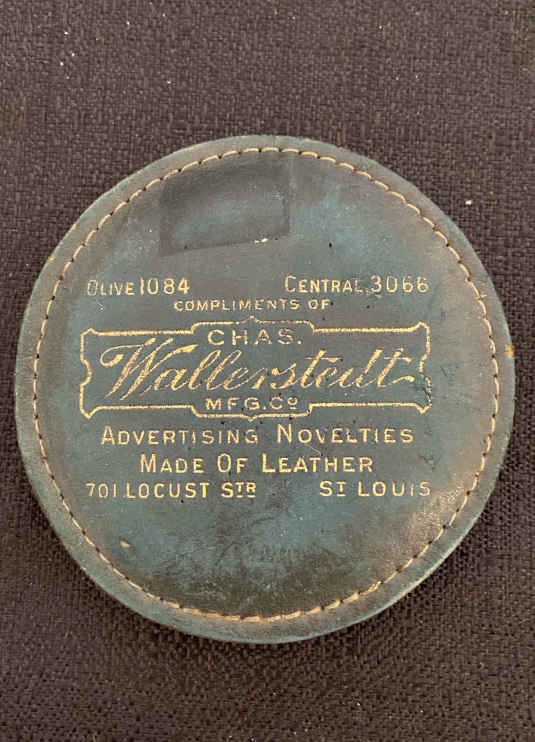 OLIVE 1084 CENTRAL 3066
COMPLIMENTS OF
CHAS.
Wallerstedt
MFG. Co
ADVERTISING NOVELTIES
MADE OF LEATHER
701 LOCUST STR ST LOUIS